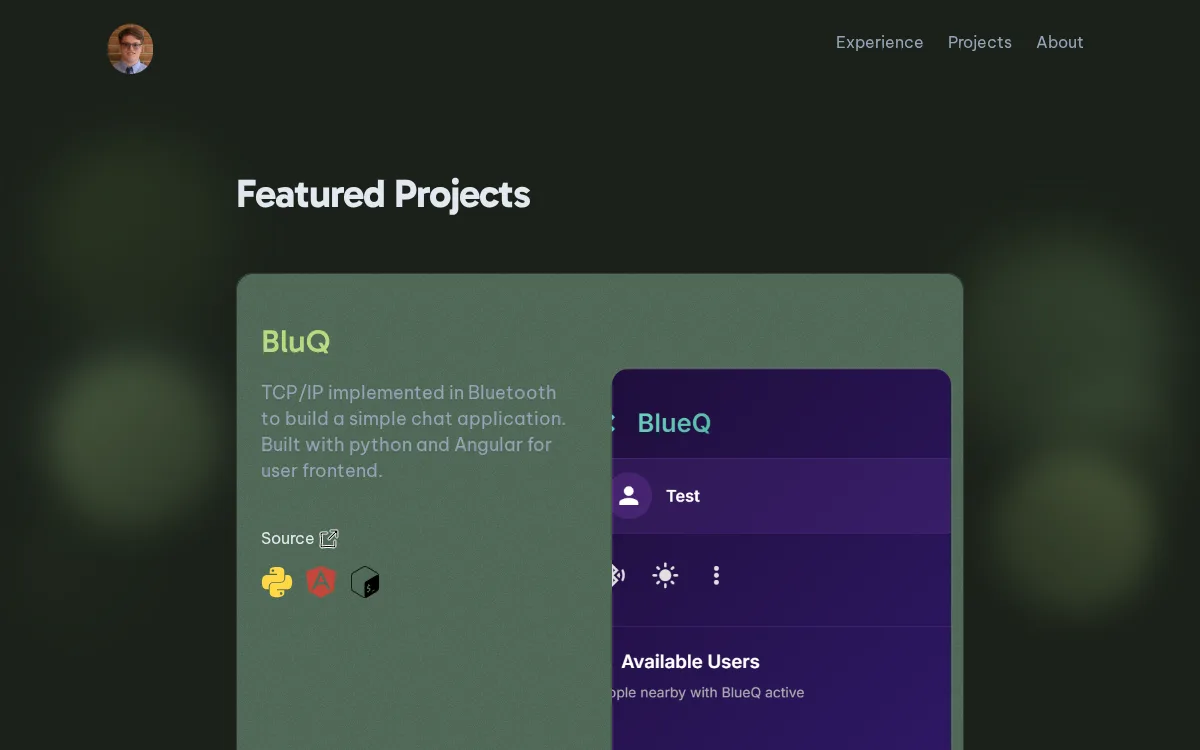 Experience Projects About
Featured Projects
BluQ
TCP/IP implemented in Bluetooth
to build a simple chat application.
Built with python and Angular for
user frontend.
Source
BlueQ
Test
Available Users
ople nearby with BlueQ active